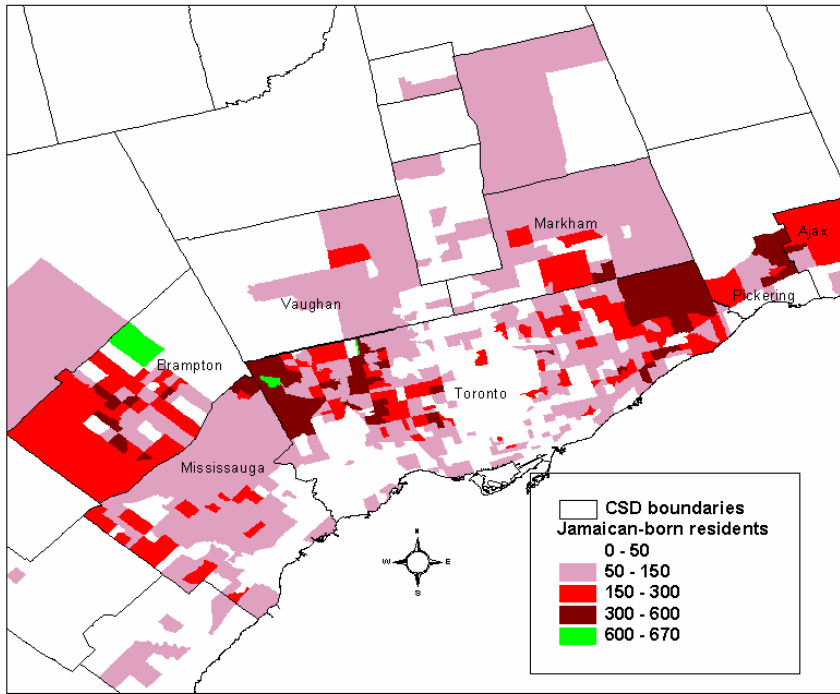 Markham
Ajax
Vaughan
Pickering
Brampton
Toronto
Mississauga
N
W
E
S
CSD boundaries
Jamaican-born residents
0 - 50
50 - 150
150 - 300
300 - 600
600 - 670